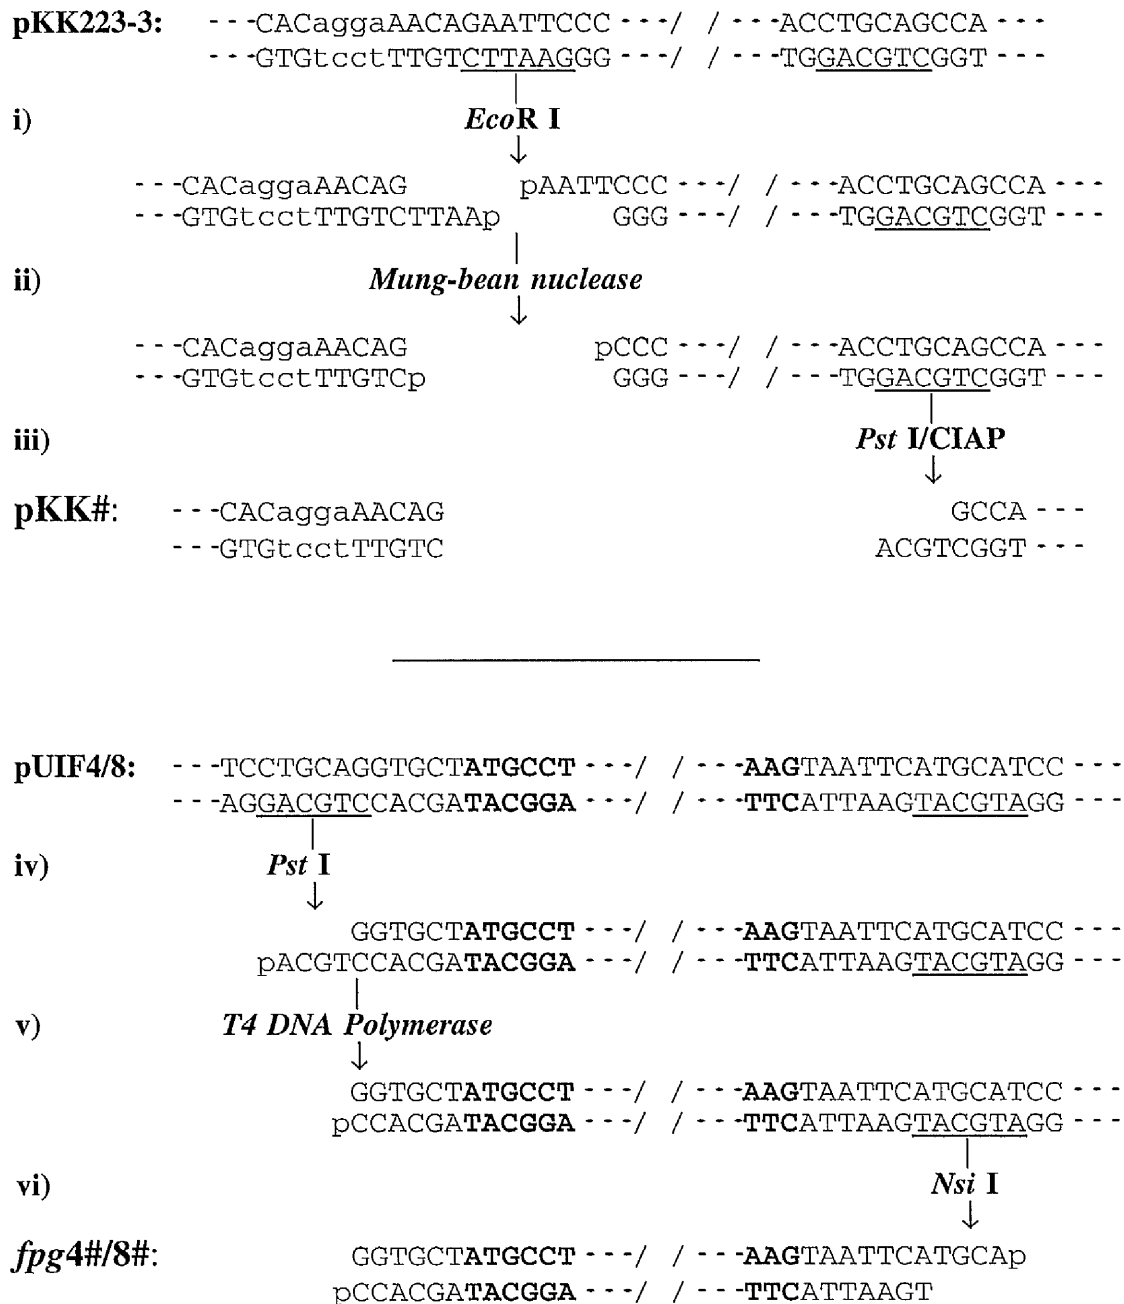 pKK223-3: ---CACaggaAACAGAATTCCC ---/ / ---ACCTGCAGCCA ---
---GTGtcctTTGTCTTAAGGG ---/ / ---TGGACGTCGGT ---
i) EcoR I
---CACaggaAACAG pAATTCCC ---/ / ---ACCTGCAGCCA ---
---GTGtcctTTGTCTTAAp GGG ---/ / ---TGGACGTCGGT ---
ii) Mung-bean nuclease
---CACaggaAACAG pCCC ---/ / ---ACCTGCAGCCA ---
---GTGtcctTTGTCp GGG ---/ / ---TGGACGTCGGT ---
iii) Pst I/CIAP
pKK#: ---CACaggaAACAG GCCA ---
---GTGtcctTTGTC ACGTCGGT ---
pUIF4/8: ---TCCTGCAGGTGCTATGCCT ---/ / ---AAGTAATTCATGCATCC ---
---AGGACGTCCACGATACGGA ---/ / ---TTCATTAAGTACGTAGG ---
iv) Pst I
GGTGCTATGCCT ---/ / ---AAGTAATTCATGCATCC ---
pACGTCCACGATACGGA ---/ / ---TTCATTAAGTACGTAGG ---
v) T4 DNA Polymerase
GGTGCTATGCCT ---/ / ---AAGTAATTCATGCATCC ---
pCCACGATACGGA ---/ / ---TTCATTAAGTACGTAGG ---
vi) Nsi I
fpg4#/8#: GGTGCTATGCCT ---/ / ---AAGTAATTCATGCAp
pCCACGATACGGA ---/ / ---TTCATTAAGT